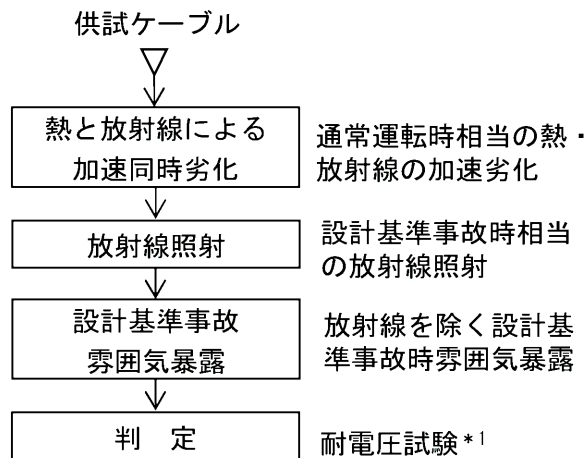 供試ケーブル
熱と放射線による
加速同時劣化
通常運転時相当の熱・
放射線の加速劣化
放射線照射
設計基準事故時相当
の放射線照射
設計基準事故
雰囲気暴露
放射線を除く設計基
準事故時雰囲気暴露
判　定
耐電圧試験*1